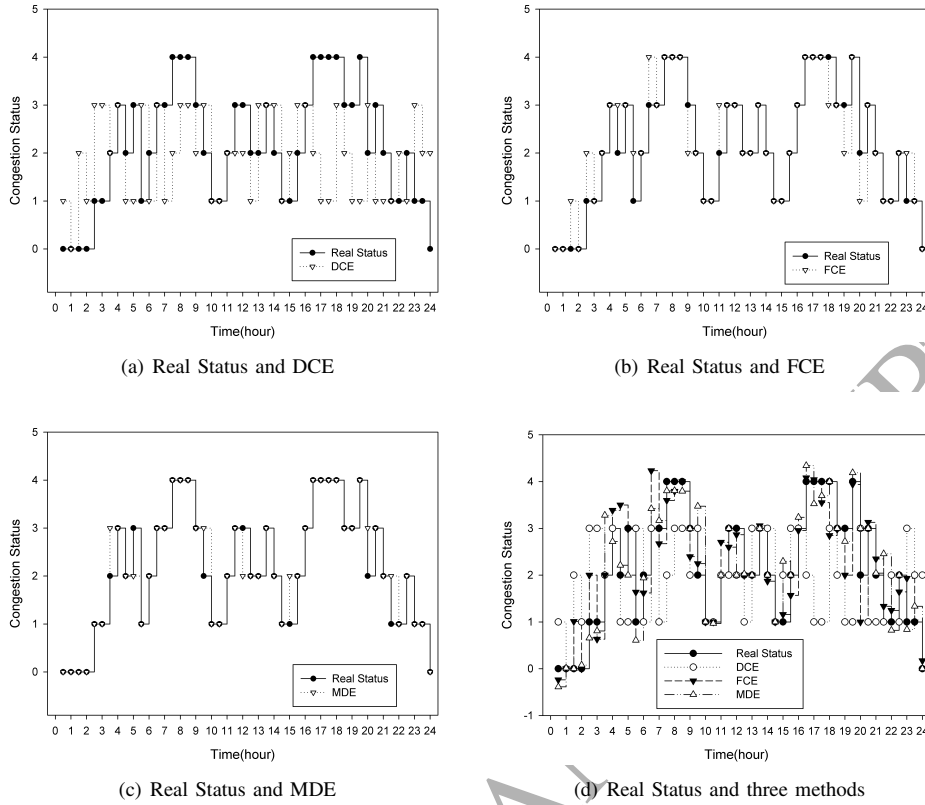 5
4
3
2
1
0
Congestion Status
Real Status
DCE
0 1 2 3 4 5 6 7 8 9 10 11 12 13 14 15 16 17 18 19 20 21 22 23 24
Time(hour)
(a) Real Status and DCE
5
4
3
2
1
0
Congestion Status
Real Status
FCE
0 1 2 3 4 5 6 7 8 9 10 11 12 13 14 15 16 17 18 19 20 21 22 23 24
Time(hour)
(b) Real Status and FCE
5
4
3
2
1
0
Congestion Status
Real Status
MDE
0 1 2 3 4 5 6 7 8 9 10 11 12 13 14 15 16 17 18 19 20 21 22 23 24
Time(hour)
(c) Real Status and MDE
5
4
3
2
1
0
-1
Congestion Status
Real Status
DCE
FCE
MDE
0 1 2 3 4 5 6 7 8 9 10 11 12 13 14 15 16 17 18 19 20 21 22 23 24
Time(hour)
(d) Real Status and three methods